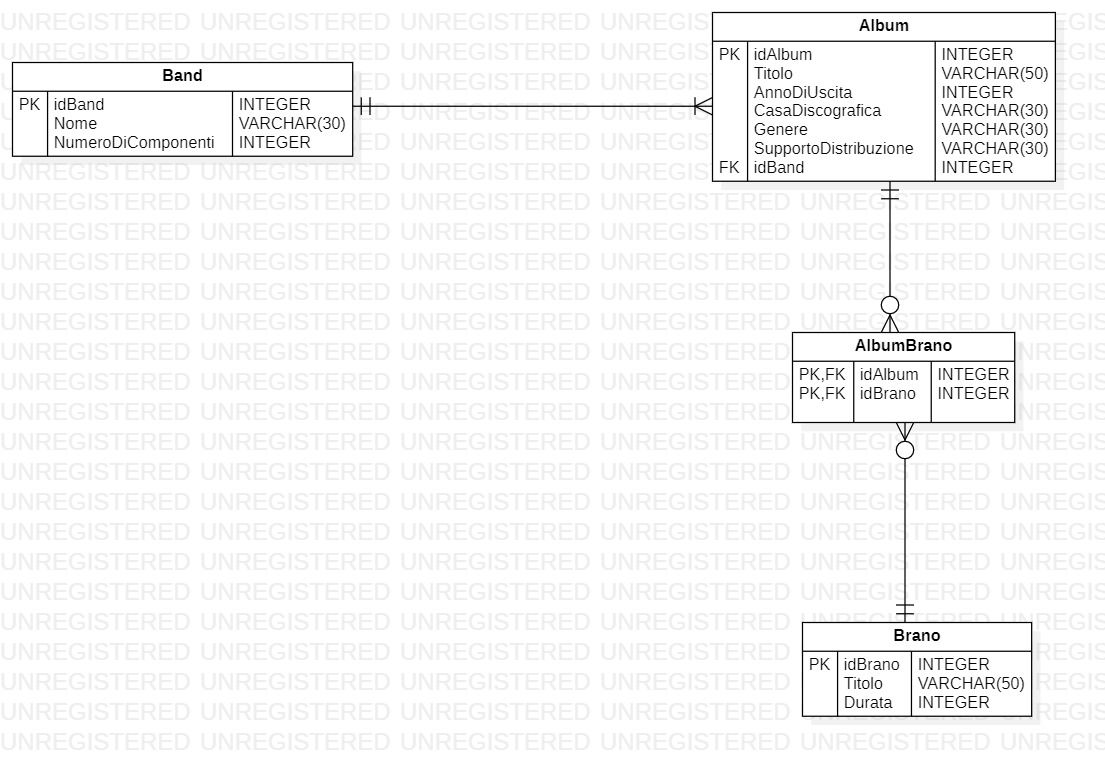 Band
PK idBand INTEGER
Nome VARCHAR(30)
NumeroDiComponenti INTEGER
Album
PK idAlbum INTEGER
Titolo VARCHAR(50)
AnnoDiUscita INTEGER
CasaDiscografica VARCHAR(30)
Genere VARCHAR(30)
SupportoDistribuzione VARCHAR(30)
FK idBand INTEGER
AlbumBrano
PK,FK idAlbum INTEGER
PK,FK idBrano INTEGER
Brano
PK idBrano INTEGER
Titolo VARCHAR(50)
Durata INTEGER
UNREGISTERED UNREGISTERED UNREGISTERED UNREGISTERED